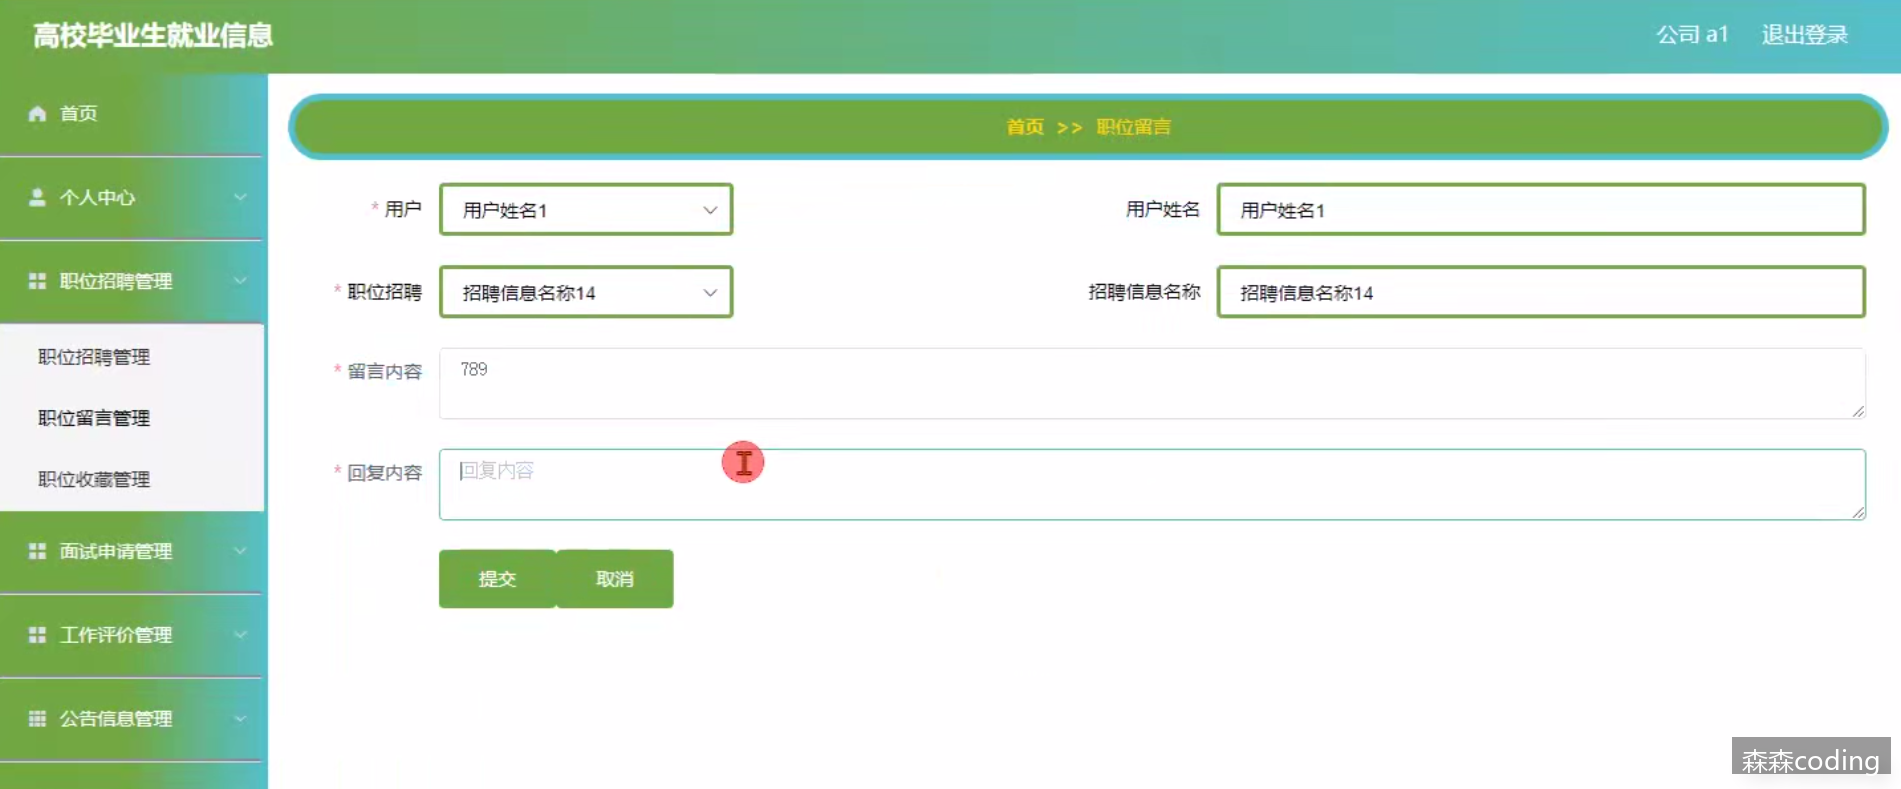 高校毕业生就业信息
公司 a1
退出登录
首页
个人中心
职位招聘管理
职位招聘管理
职位留言管理
职位收藏管理
面试申请管理
工作评价管理
公告信息管理
首页 >> 职位留言
* 用户
用户姓名1
用户姓名
用户姓名1
* 职位招聘
招聘信息名称14
招聘信息名称
招聘信息名称14
* 留言内容
789
* 回复内容
回复内容
提交
取消
森森coding